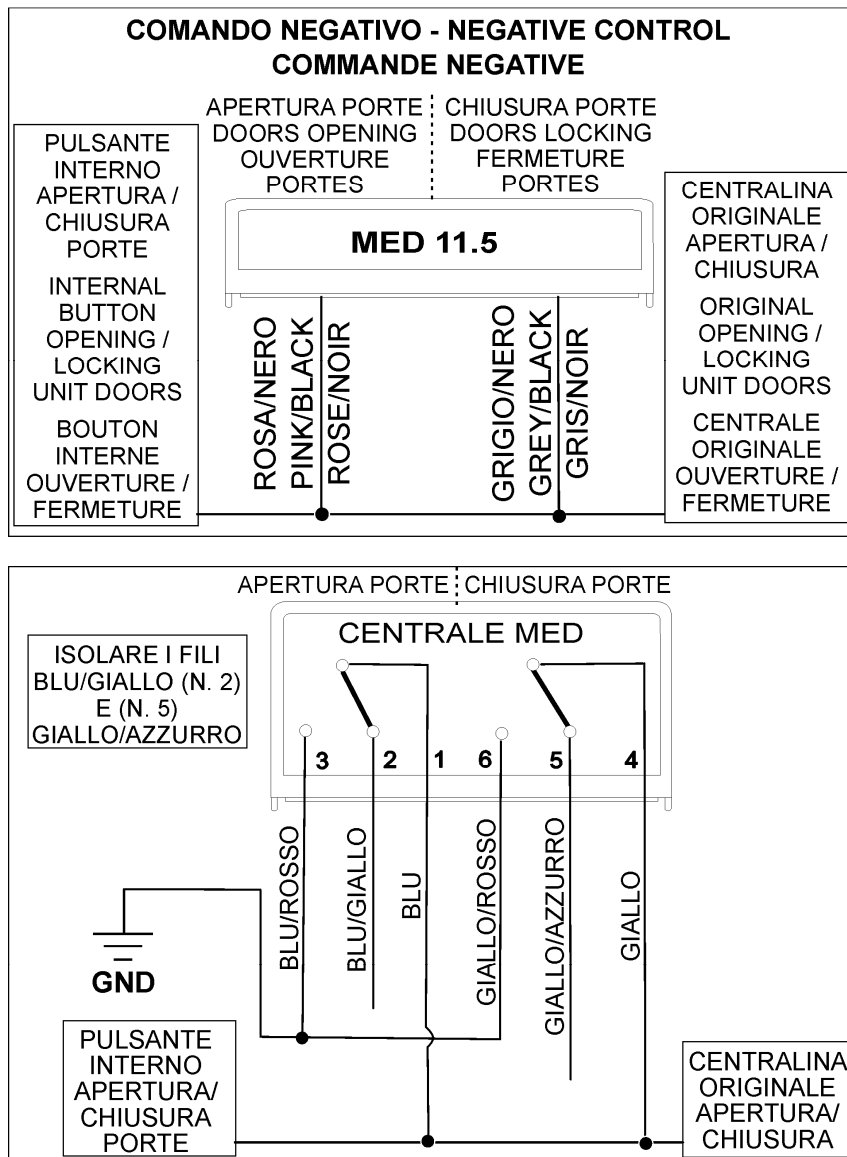 COMANDO NEGATIVO - NEGATIVE CONTROL
COMMANDE NEGATIVE
APERTURA PORTE
DOORS OPENING
OUVERTURE
PORTES
CHIUSURA PORTE
DOORS LOCKING
FERMETURE
PORTES
PULSANTE
INTERNO
APERTURA /
CHIUSURA
PORTE
INTERNAL
BUTTON
OPENING /
LOCKING
UNIT DOORS
BOUTON
INTERNE
OUVERTURE /
FERMETURE
MED 11.5
ROSA/NERO
PINK/BLACK
ROSE/NOIR
GRIGIO/NERO
GREY/BLACK
GRIS/NOIR
CENTRALINA
ORIGINALE
APERTURA /
CHIUSURA
ORIGINAL
OPENING /
LOCKING
UNIT DOORS
CENTRALE
ORIGINALE
OUVERTURE /
FERMETURE
APERTURA PORTE
CHIUSURA PORTE
CENTRALE MED
ISOLARE I FILI
BLU/GIALLO (N. 2)
E (N. 5)
GIALLO/AZZURRO
3 2 1 6 5 4
BLU/ROSSO
BLU/GIALLO
BLU
GIALLO/ROSSO
GIALLO/AZZURRO
GIALLO
GND
PULSANTE
INTERNO
APERTURA/
CHIUSURA
PORTE
CENTRALINA
ORIGINALE
APERTURA/
CHIUSURA